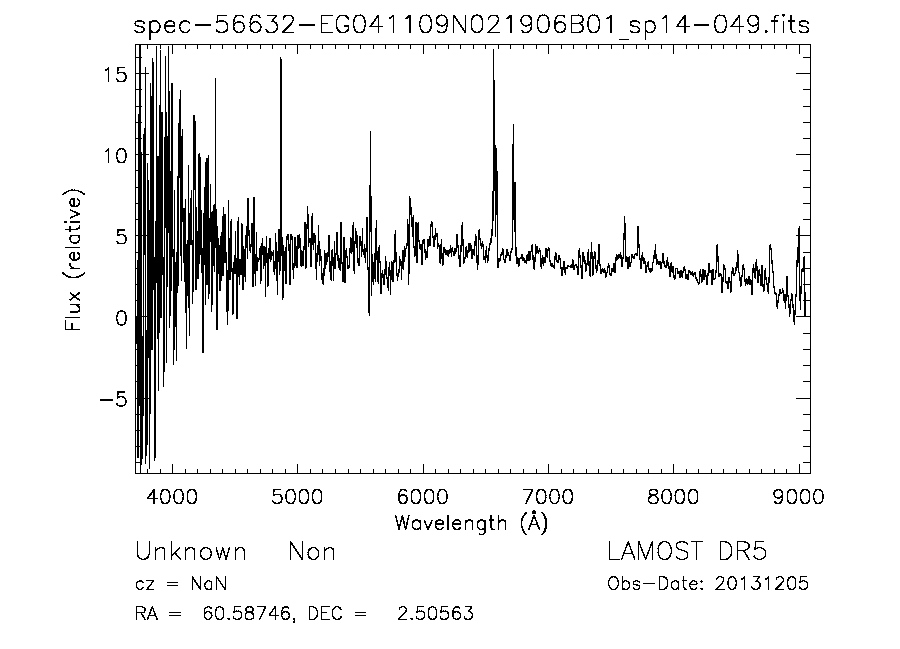 spec-56632-EG041109N021906B01_sp14-049.fits
15
10
5
0
-5
Flux (relative)
4000 5000 6000 7000 8000 9000
Wavelength (Å)
Unknown Non LAMOST DR5
cz = NaN Obs-Date: 20131205
RA = 60.58746, DEC = 2.50563